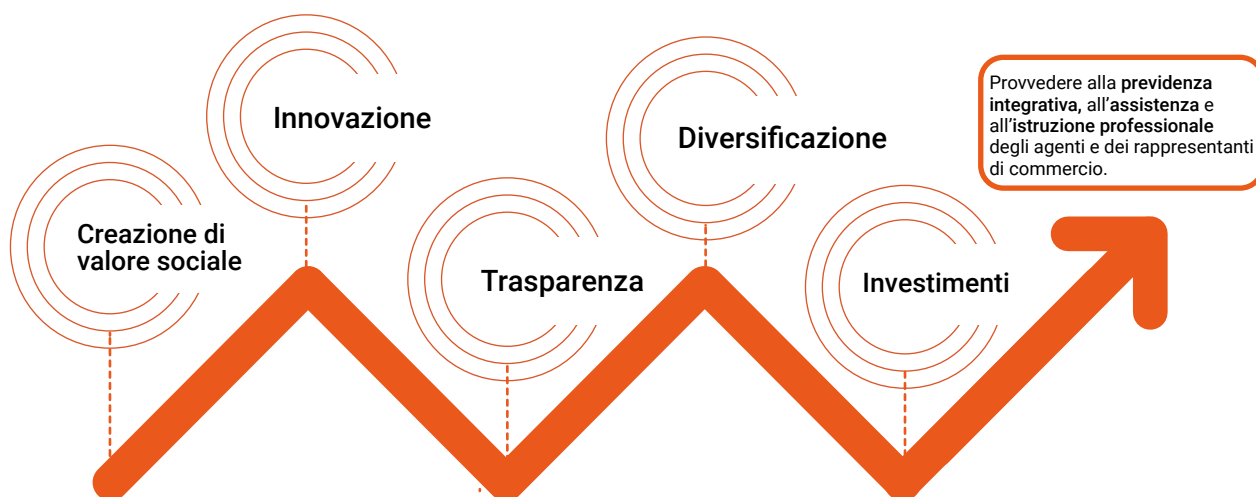 Creazione di
valore sociale
Innovazione
Trasparenza
Diversificazione
Investimenti
Provvedere alla previdenza
integrativa, all'assistenza e
all'istruzione professionale
degli agenti e dei rappresentanti
di commercio.